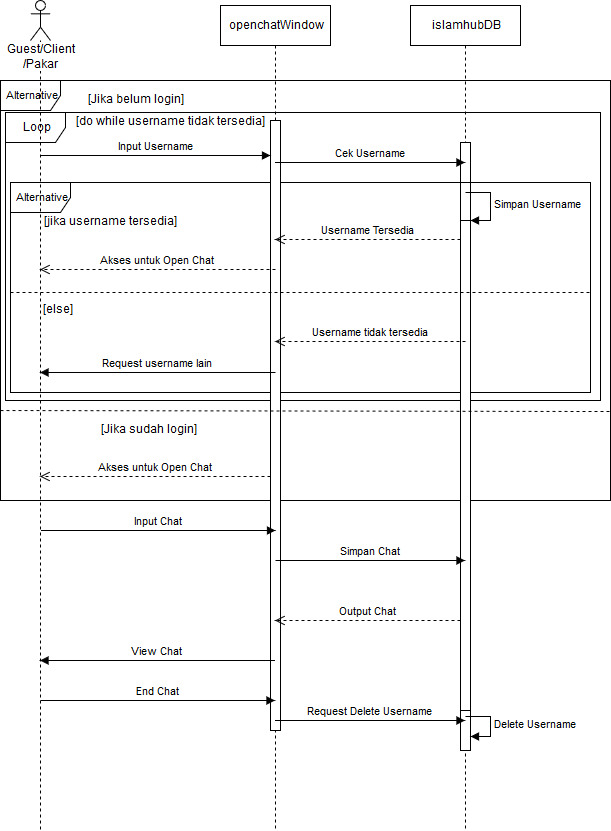 openchatWindow
islamhubDB
Guest/Client
/Pakar
Alternative
[Jika belum login]
Loop
[do while username tidak tersedia]
Input Username
Cek Username
Alternative
Simpan Username
[jika username tersedia]
Username Tersedia
Akses untuk Open Chat
[else]
Username tidak tersedia
Request username lain
[Jika sudah login]
Akses untuk Open Chat
Input Chat
Simpan Chat
Output Chat
View Chat
End Chat
Request Delete Username
Delete Username